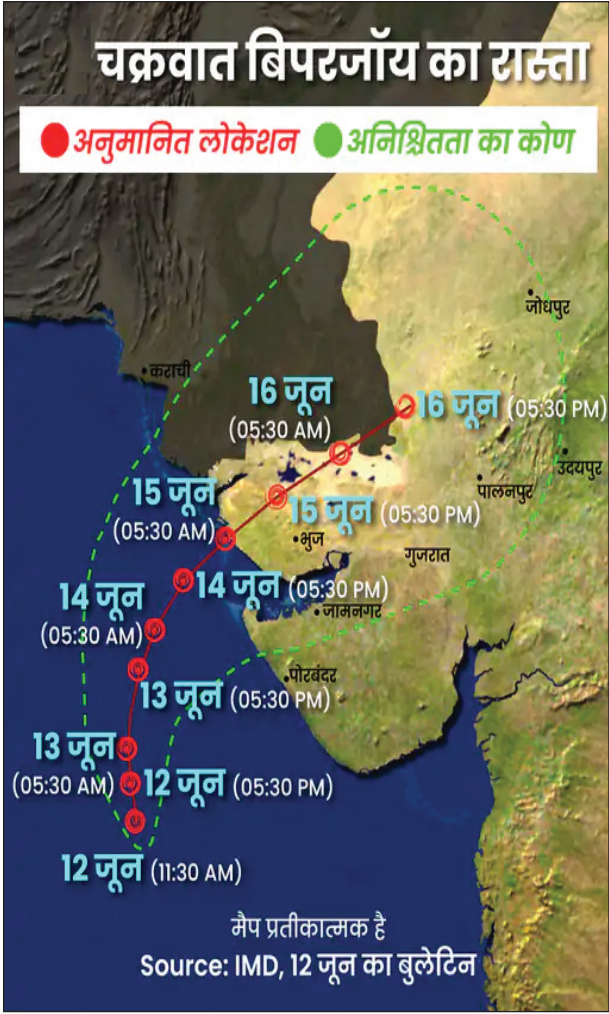 चक्रवात बिपरजॉय का रास्ता
अनुमानित लोकेशन
अनिश्चितता का कोण
जोधपुर
कराची
16 जून
(05:30 AM)
16 जून (05:30 PM)
उदयपुर
पालनपुर
15 जून
(05:30 AM)
15 जून (05:30 PM)
भुज
गुजरात
14 जून
(05:30 AM)
14 जून (05:30 PM)
जामनगर
पोरबंदर
13 जून (05:30 PM)
13 जून
(05:30 AM)
12 जून (05:30 PM)
12 जून (11:30 AM)
मैप प्रतीकात्मक है
Source: IMD, 12 जून का बुलेटिन